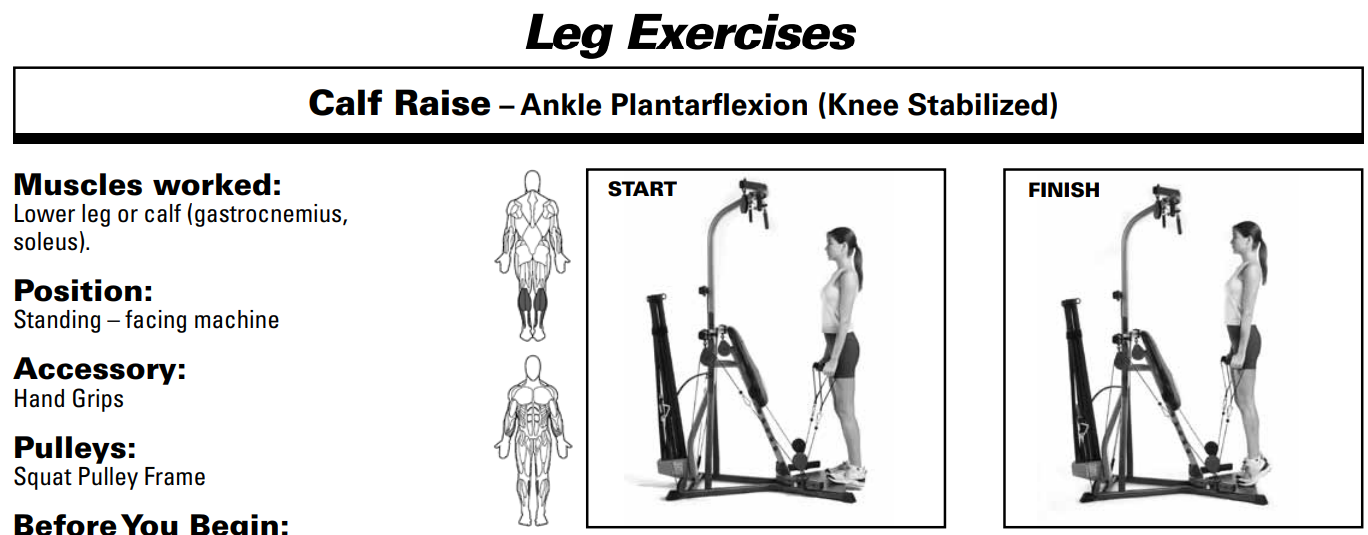 Leg Exercises
Calf Raise – Ankle Plantarflexion (Knee Stabilized)
Muscles worked:
Lower leg or calf (gastrocnemius,
soleus).
Position:
Standing – facing machine
Accessory:
Hand Grips
Pulleys:
Squat Pulley Frame
Before You Begin:
START
FINISH